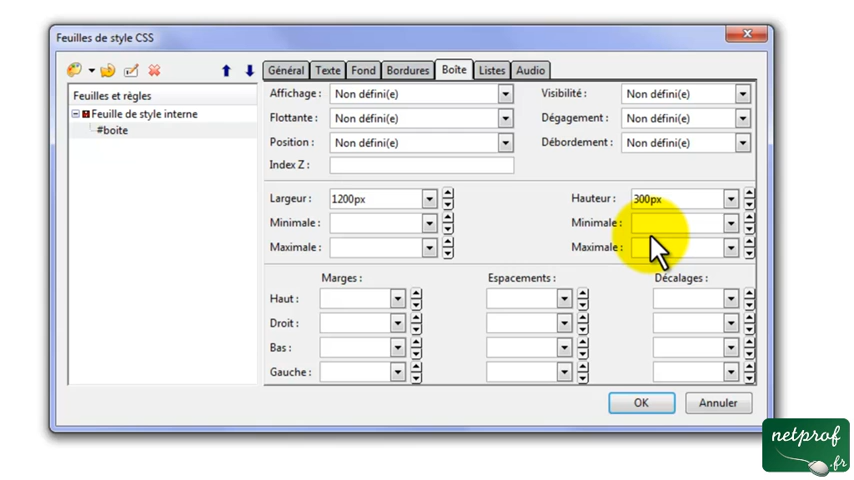 Feuilles de style CSS
Général Texte Fond Bordures Boîte Listes Audio
Feuilles et règles
Feuille de style interne
#boite
Affichage : Non défini(e) Visibilité : Non défini(e)
Flottante : Non défini(e) Dégagement : Non défini(e)
Position : Non défini(e) Débordement : Non défini(e)
Index Z :
Largeur : 1200px Hauteur : 300px
Minimale : Minimale :
Maximale : Maximale :
Marges : Espacements : Décalages :
Haut :
Droit :
Bas :
Gauche :
OK Annuler
netprof
.fr